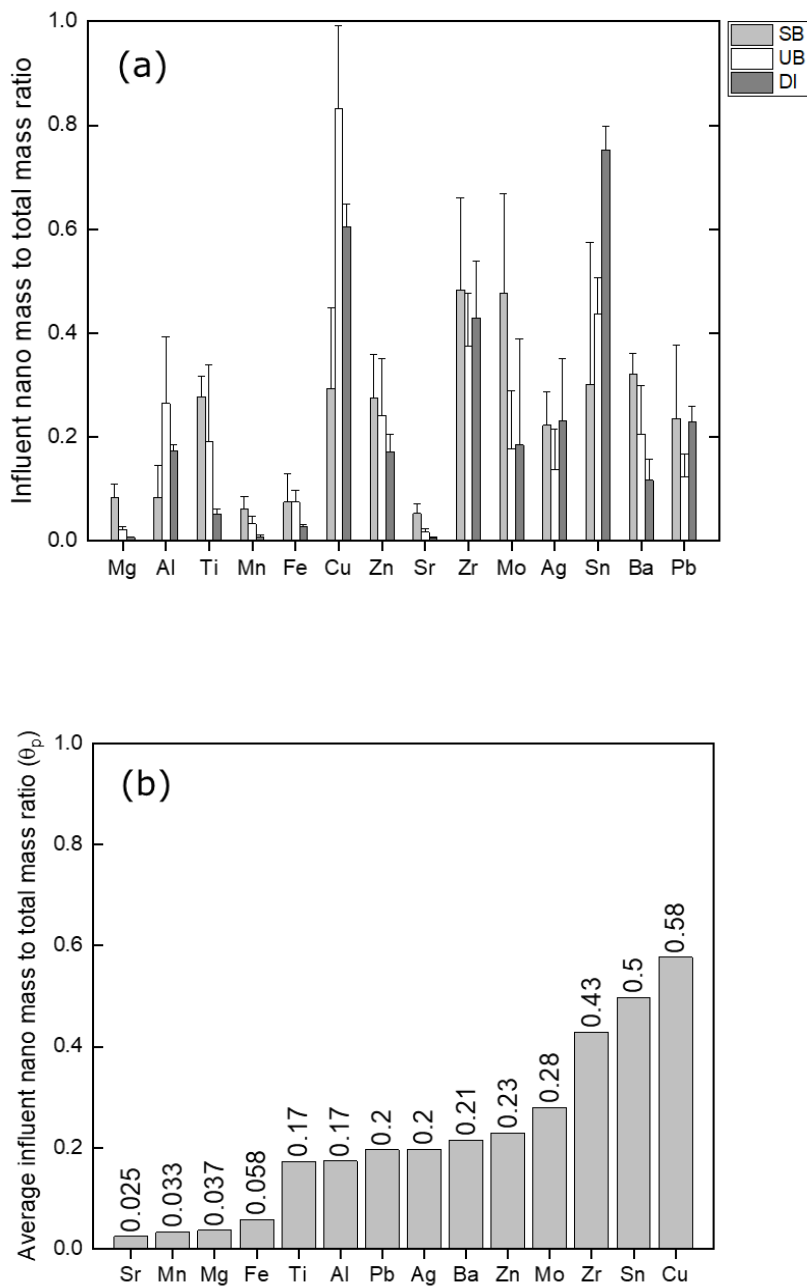 (a)
SB
UB
DI
Influent nano mass to total mass ratio
1.0
0.8
0.6
0.4
0.2
0.0
Mg Al Ti Mn Fe Cu Zn Sr Zr Mo Ag Sn Ba Pb
(b)
Average influent nano mass to total mass ratio (θp)
1.0
0.8
0.6
0.4
0.2
0.0
0.025 0.033 0.037 0.058 0.17 0.17 0.2 0.2 0.21 0.23 0.28 0.43 0.5 0.58
Sr Mn Mg Fe Ti Al Pb Ag Ba Zn Mo Zr Sn Cu